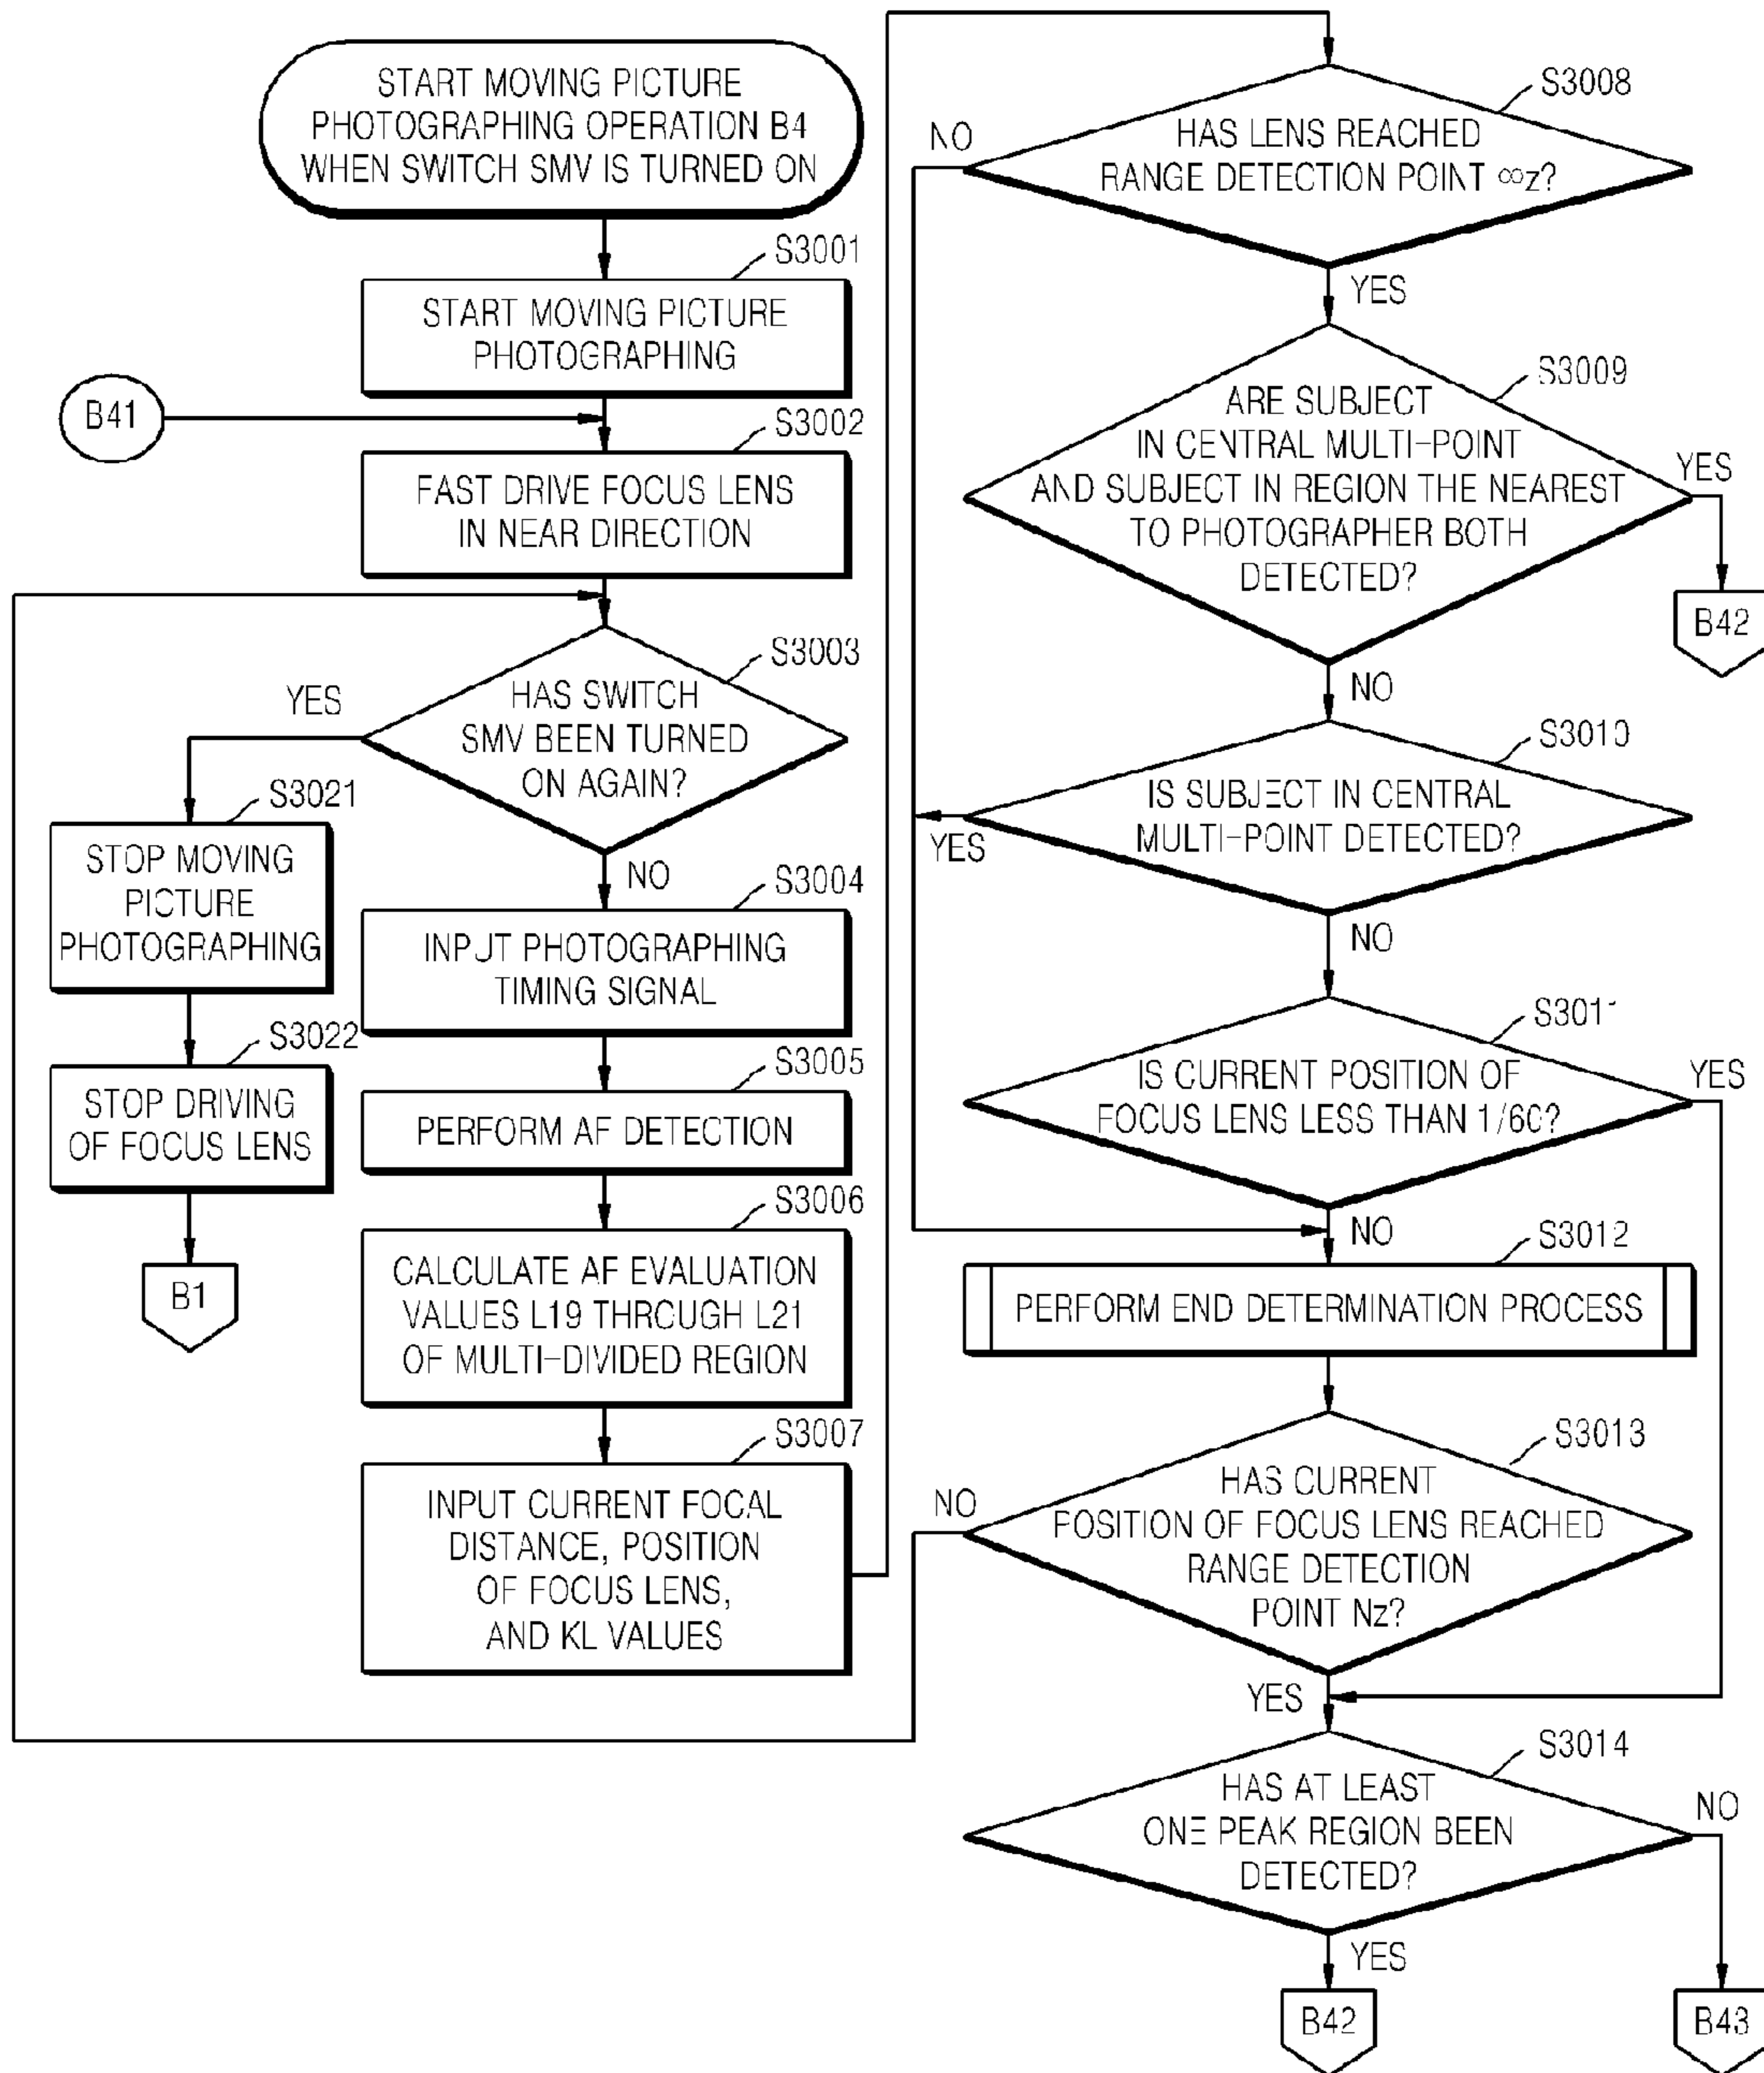 START MOVING PICTURE
PHOTOGRAPHING OPERATION B4
WHEN SWITCH SMV IS TURNED ON
S3001
START MOVING PICTURE
PHOTOGRAPHING
B41
S3002
FAST DRIVE FOCUS LENS
IN NEAR DIRECTION
S3003
YES
HAS SWITCH
SMV BEEN TURNED
ON AGAIN?
NO
S3021
STOP MOVING
PICTURE
PHOTOGRAPHING
S3022
STOP DRIVING
OF FOCUS LENS
B1
S3004
INPUT PHOTOGRAPHING
TIMING SIGNAL
S3005
PERFORM AF DETECTION
S3006
CALCULATE AF EVALUATION
VALUES L19 THROUGH L21
OF MULTI-DIVIDED REGION
S3007
INPUT CURRENT FOCAL
DISTANCE, POSITION
OF FOCUS LENS,
AND KL VALUES
S3008
NO
HAS LENS REACHED
RANGE DETECTION POINT ∞z?
YES
S3009
ARE SUBJECT
IN CENTRAL MULTI-POINT
AND SUBJECT IN REGION THE NEAREST
TO PHOTOGRAPHER BOTH
DETECTED?
YES
B42
NO
S3010
IS SUBJECT IN CENTRAL
MULTI-POINT DETECTED?
YES
NO
S3011
IS CURRENT POSITION OF
FOCUS LENS LESS THAN 1/60?
YES
NO
S3012
PERFORM END DETERMINATION PROCESS
S3013
NO
HAS CURRENT
POSITION OF FOCUS LENS REACHED
RANGE DETECTION
POINT Nz?
YES
S3014
HAS AT LEAST
ONE PEAK REGION BEEN
DETECTED?
NO
YES
B42
B43